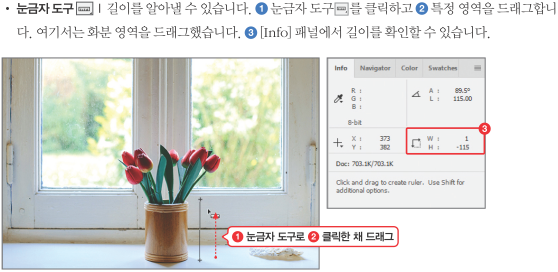 • 눈금자 도구 | 길이를 알아낼 수 있습니다. ❶ 눈금자 도구를 클릭하고 ❷ 특정 영역을 드래그합니
다. 여기서는 화분 영역을 드래그했습니다. ❸ [Info] 패널에서 길이를 확인할 수 있습니다.
Info Navigator Color Swatches
R : A : 89.5°
G : L : 115.00
B :
8-bit
3
X : 373 W : 1
Y : 382 H : -115
Doc: 703.1K/703.1K
Click and drag to create ruler. Use Shift for
additional options.
❶ 눈금자 도구로 ❷ 클릭한 채 드래그